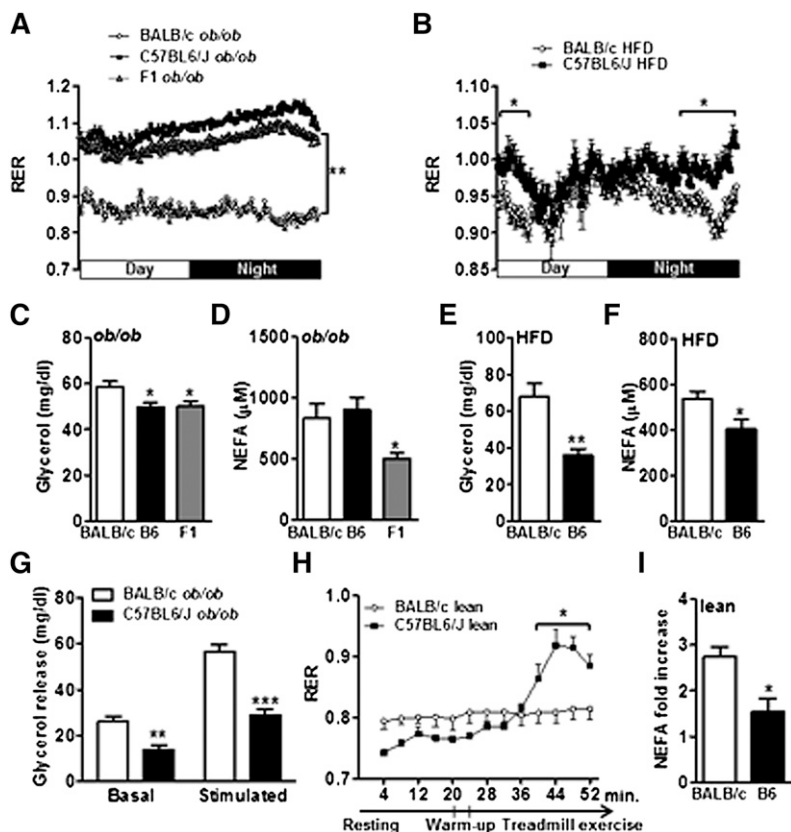 A
BALB/c ob/ob
C57BL6/J ob/ob
F1 ob/ob
RER
1.2
1.1
1.0
0.9
0.8
0.7
**
Day Night
B
BALB/c HFD
C57BL6/J HFD
RER
1.10
1.05
1.00
0.95
0.90
0.85
* *
Day Night
C
ob/ob
Glycerol (mg/dl)
80
60
40
20
0
* *
BALB/c B6 F1
D
ob/ob
NEFA (µM)
1500
1000
500
0
*
BALB/c B6 F1
E
HFD
Glycerol (mg/dl)
100
80
60
40
20
0
**
BALB/c B6
F
HFD
NEFA (µM)
800
600
400
200
0
*
BALB/c B6
G
BALB/c ob/ob
C57BL6/J ob/ob
Glycerol release (mg/dl)
80
60
40
20
0
** ***
Basal Stimulated
H
BALB/c lean
C57BL6/J lean
RER
1.0
0.9
0.8
0.7
*
4 12 20 28 36 44 52 min.
Resting Warm-up Treadmill exercise
I
lean
NEFA fold increase
4
3
2
1
0
*
BALB/c B6